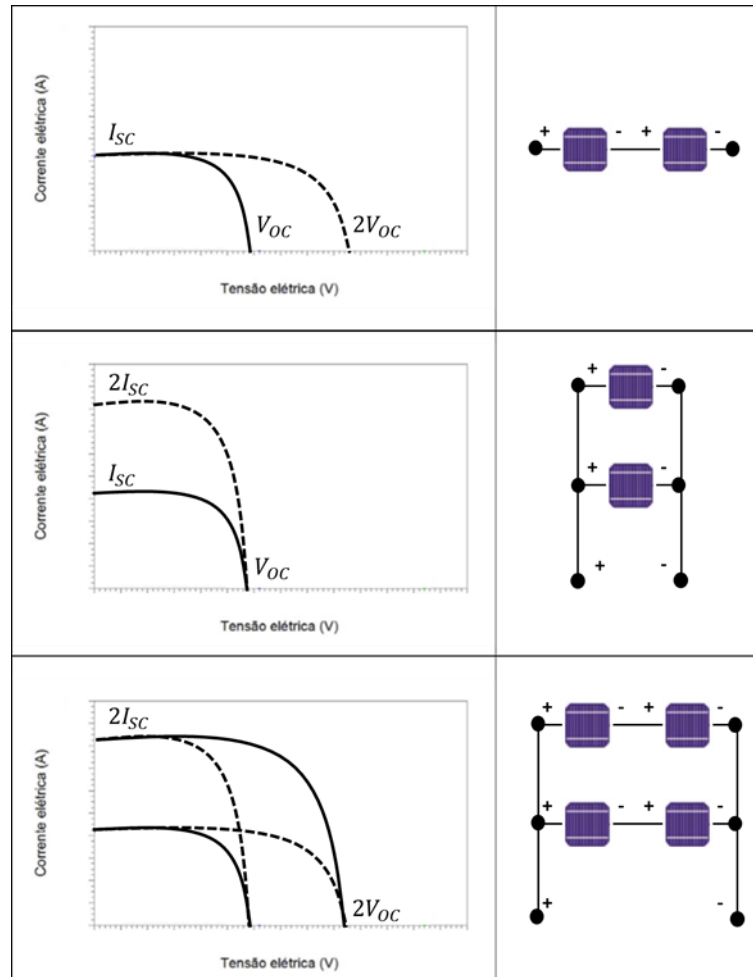 Corrente elétrica (A)
I_SC
V_OC
2V_OC
Tensão elétrica (V)
+ - + -
2I_SC
Corrente elétrica (A)
I_SC
V_OC
Tensão elétrica (V)
+ -
+ -
+ -
2I_SC
Corrente elétrica (A)
2V_OC
Tensão elétrica (V)
+ - + -
+ - + -
+ -